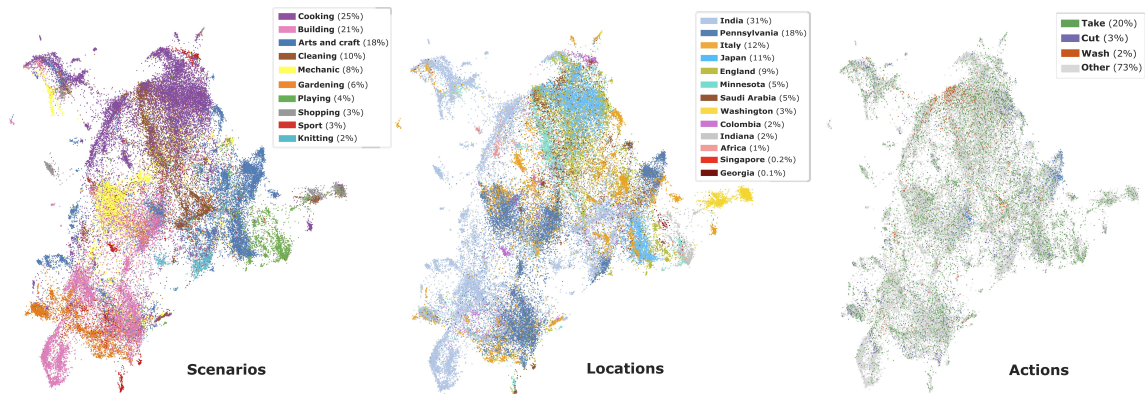 Cooking (25%)
Building (21%)
Arts and craft (18%)
Cleaning (10%)
Mechanic (8%)
Gardening (6%)
Playing (4%)
Shopping (3%)
Sport (3%)
Knitting (2%)
Scenarios
India (31%)
Pennsylvania (18%)
Italy (12%)
Japan (11%)
England (9%)
Minnesota (5%)
Saudi Arabia (5%)
Washington (3%)
Colombia (2%)
Indiana (2%)
Africa (1%)
Singapore (0.2%)
Georgia (0.1%)
Locations
Take (20%)
Cut (3%)
Wash (2%)
Other (73%)
Actions